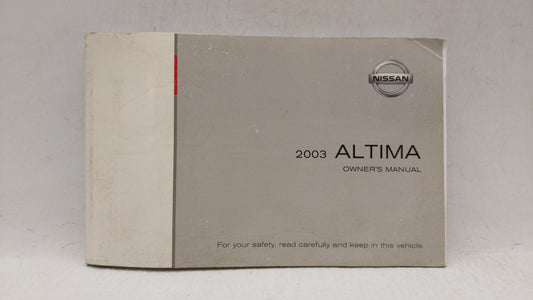 NISSAN
2003 ALTIMA
OWNER'S MANUAL
For your safety, read carefully and keep in this vehicle.